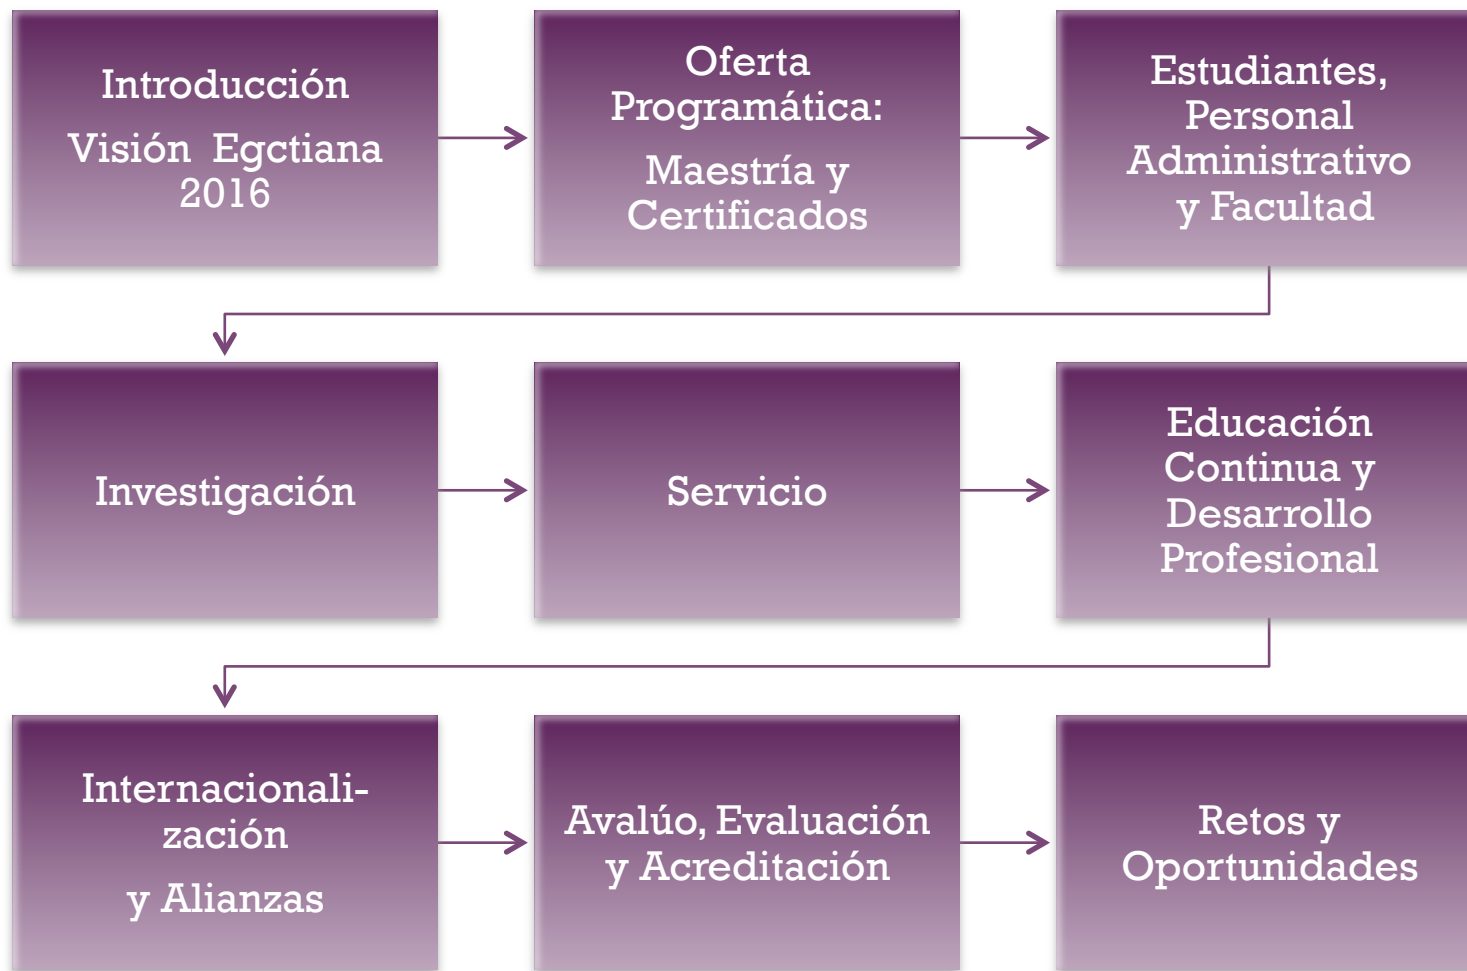 Introducción
Visión Egctiana
2016
Oferta
Programática:
Maestría y
Certificados
Estudiantes,
Personal
Administrativo
y Facultad
Investigación
Servicio
Educación
Continua y
Desarrollo
Profesional
Internacionali-
zación
y Alianzas
Avalúo, Evaluación
y Acreditación
Retos y
Oportunidades